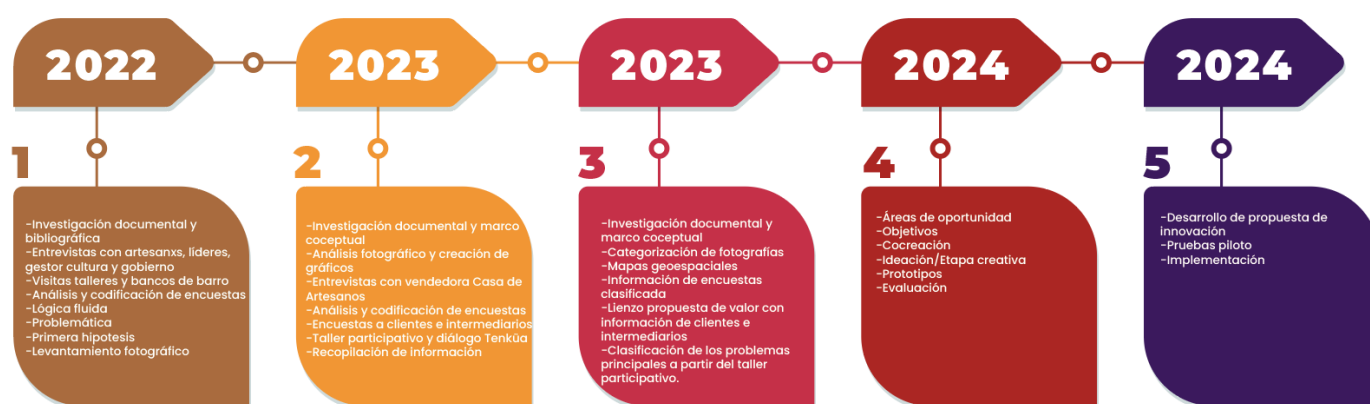 2022
2023
2023
2024
2024
1
-Investigación documental y
bibliográfica
-Entrevistas con artesanxs, líderes,
gestor cultura y gobierno
-Visitas talleres y bancos de barro
-Análisis y codificación de encuestas
-Lógica fluida
-Problemática
-Primera hipotesis
-Levantamiento fotográfico
2
-Investigación documental y marco
coceptual
-Análisis fotográfico y creación de
gráficos
-Entrevistas con vendedora Casa de
Artesanos
-Análisis y codificación de encuestas
-Encuestas a clientes e intermediarios
-Taller participativo y diálogo Tenkūa
-Recopilación de información
3
-Investigación documental y
marco coceptual
-Categorización de fotografías
-Mapas geoespaciales
-Información de encuestas
clasificada
-Lienzo propuesta de valor con
información de clientes e
intermediarios
-Clasificación de los problemas
principales a partir del taller
participativo.
4
-Áreas de oportunidad
-Objetivos
-Cocreación
-Ideación/Etapa creativa
-Prototipos
-Evaluación
5
-Desarrollo de propuesta de
innovación
-Pruebas piloto
-Implementación